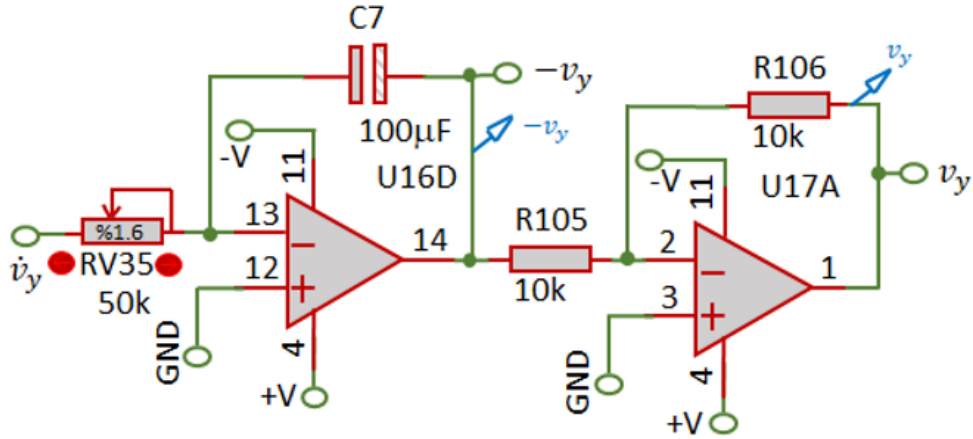 C7
−v_y
v_y
R106
100μF
-v_y
10k
-V
11
U16D
-V
11
U17A
v_y
%1.6
13
14
R105
2
1
v̇_y
RV35
12
10k
3
50k
GND
4
GND
4
+V
+V